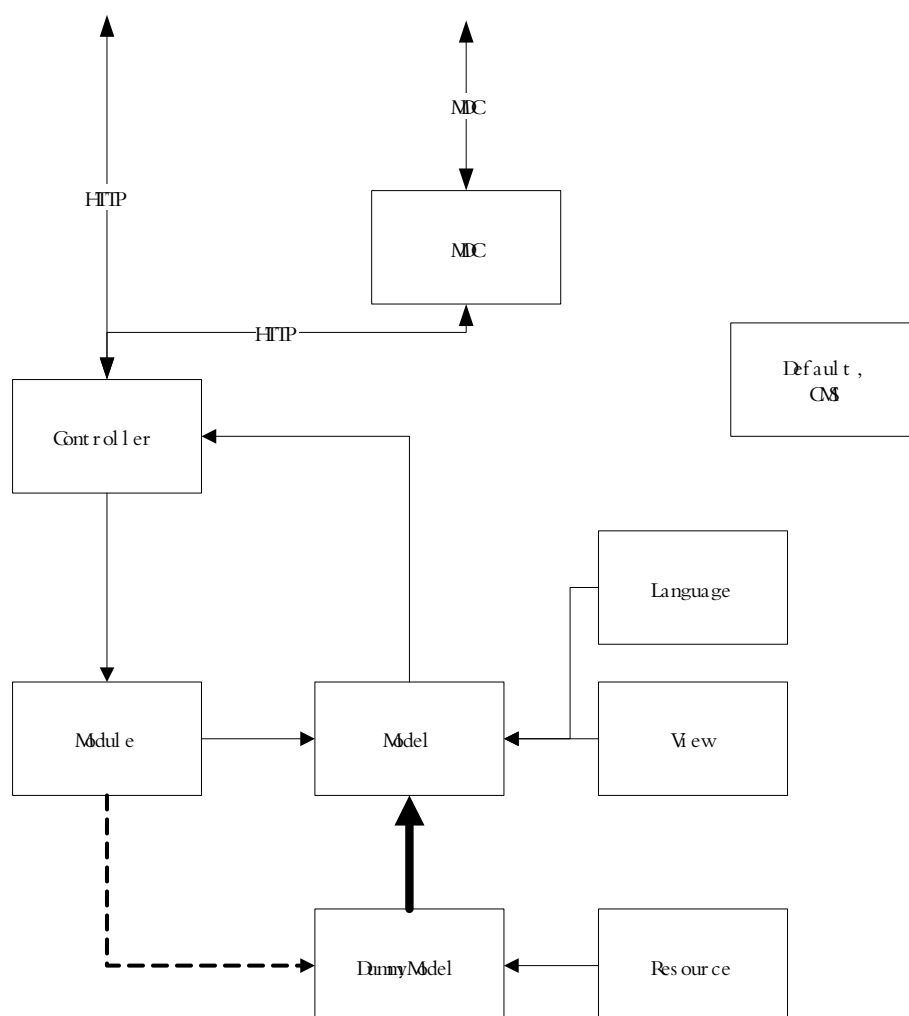 MDC
HTTP
MDC
HTTP
Default,
CMS
Controller
Language
Module
Model
View
DummyModel
Resource